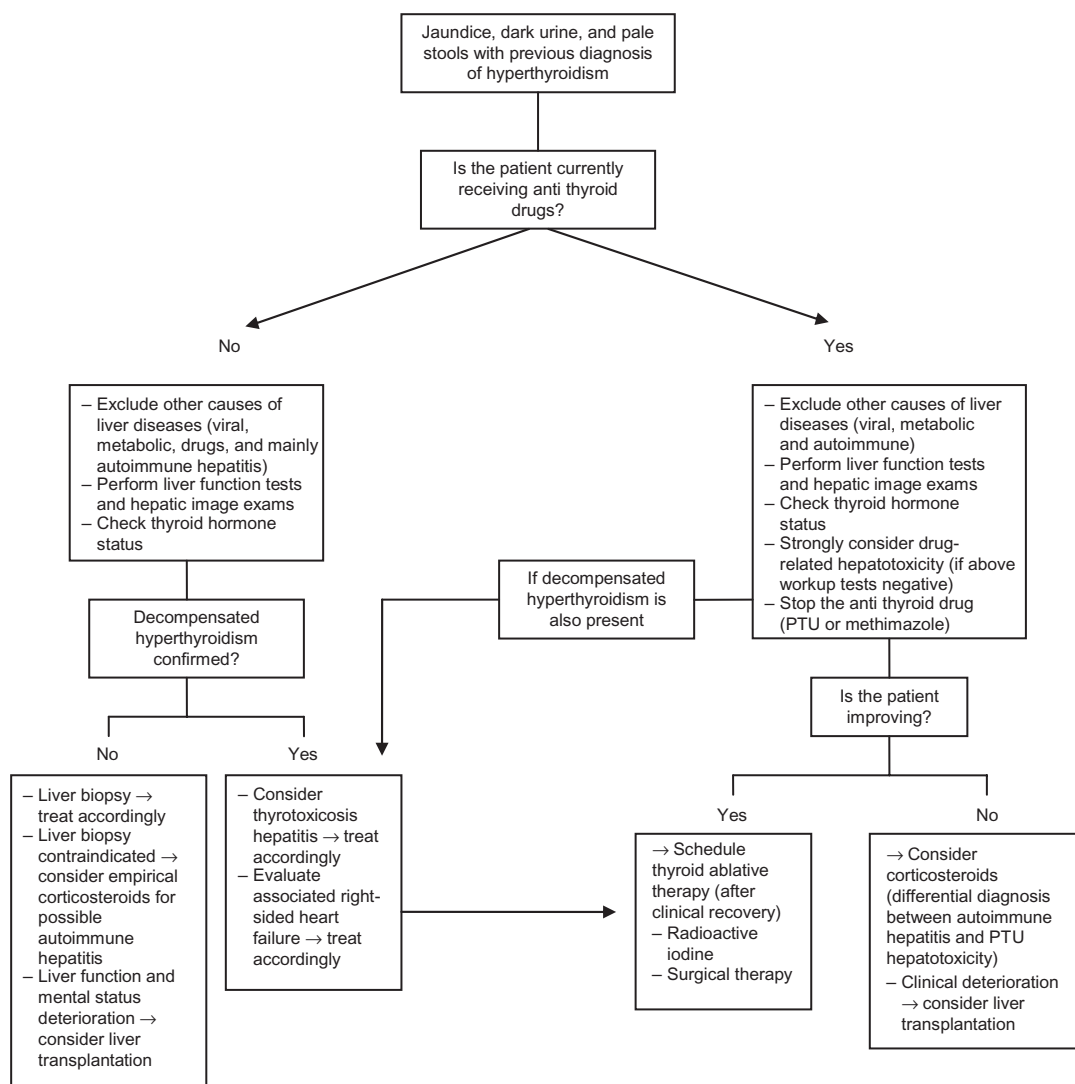 Jaundice, dark urine, and pale
stools with previous diagnosis
of hyperthyroidism
Is the patient currently
receiving anti thyroid
drugs?
No
Yes
– Exclude other causes of
liver diseases (viral,
metabolic, drugs, and mainly
autoimmune hepatitis)
– Perform liver function tests
and hepatic image exams
– Check thyroid hormone
status
– Exclude other causes of liver
diseases (viral, metabolic
and autoimmune)
– Perform liver function tests
and hepatic image exams
– Check thyroid hormone
status
– Strongly consider drug-
related hepatotoxicity (if above
workup tests negative)
– Stop the anti thyroid drug
(PTU or methimazole)
If decompensated
hyperthyroidism is
also present
Decompensated
hyperthyroidism
confirmed?
Is the patient
improving?
No
Yes
– Liver biopsy →
treat accordingly
– Liver biopsy
contraindicated →
consider empirical
corticosteroids for
possible
autoimmune
hepatitis
– Liver function and
mental status
deterioration →
consider liver
transplantation
– Consider
thyrotoxicosis
hepatitis → treat
accordingly
– Evaluate
associated right-
sided heart
failure → treat
accordingly
Yes
No
→ Schedule
thyroid ablative
therapy (after
clinical recovery)
– Radioactive
iodine
– Surgical therapy
→ Consider
corticosteroids
(differential diagnosis
between autoimmune
hepatitis and PTU
hepatotoxicity)
– Clinical deterioration
→ consider liver
transplantation